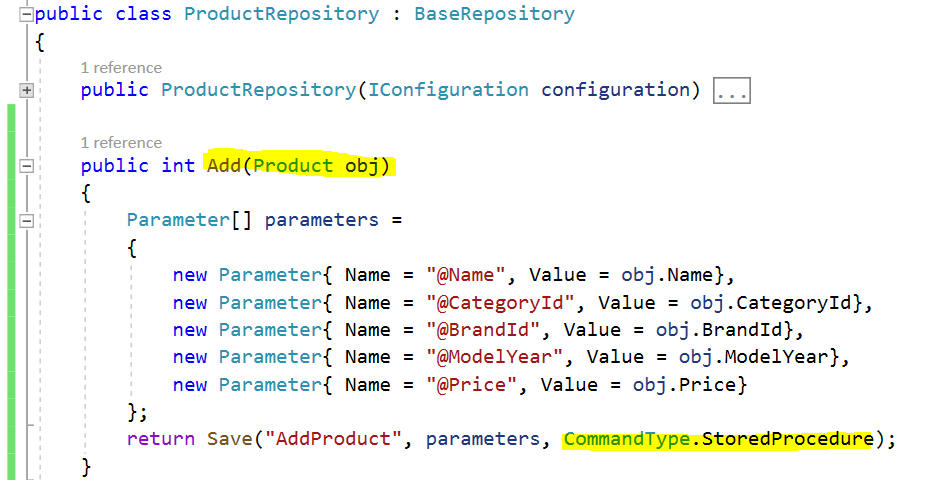 public class ProductRepository : BaseRepository
{
1 reference
public ProductRepository(IConfiguration configuration) ...
1 reference
public int Add(Product obj)
{
Parameter[] parameters =
{
new Parameter{ Name = "@Name", Value = obj.Name},
new Parameter{ Name = "@CategoryId", Value = obj.CategoryId},
new Parameter{ Name = "@BrandId", Value = obj.BrandId},
new Parameter{ Name = "@ModelYear", Value = obj.ModelYear},
new Parameter{ Name = "@Price", Value = obj.Price}
};
return Save("AddProduct", parameters, CommandType.StoredProcedure);
}